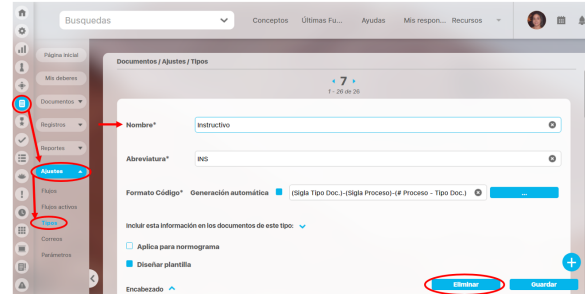 Busquedas
Conceptos Últimas Fu... Ayudas Mis respon... Recursos
Página Inicial
Mis deberes
Documentos
Registros
Reportes
Ajustes
Flujos
Flujos activos
Tipos
Correos
Parámetros
Documentos / Ajustes / Tipos
7
1 - 26 de 26
Nombre* Instructivo
Abreviatura* INS
Formato Código* Generación automática (Sigla Tipo Doc.)-(Sigla Proceso)-(# Proceso - Tipo Doc.) ...
Incluir esta información en los documentos de este tipo:
Aplica para normograma
Diseñar plantilla
Encabezado
Eliminar Guardar